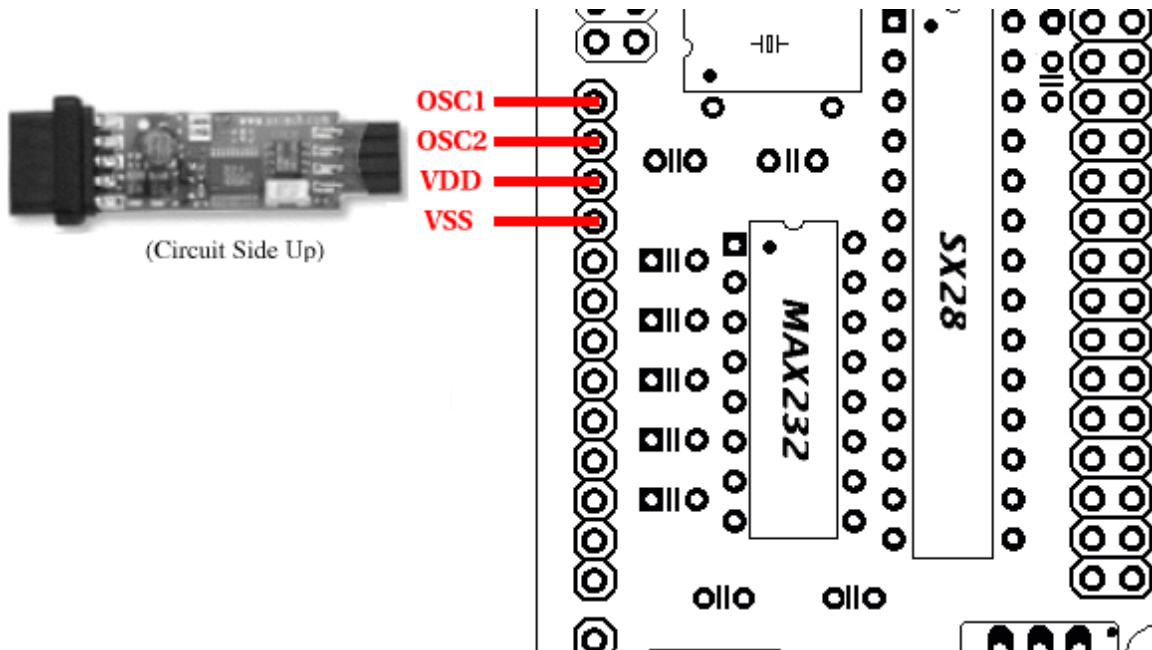 OSC1
OSC2
VDD
VSS
(Circuit Side Up)
MAX232
SX28